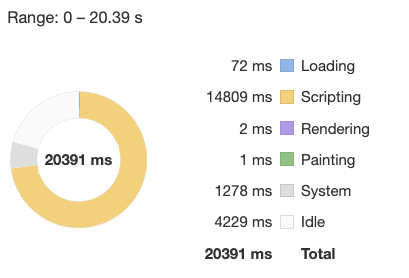 Range: 0 – 20.39 s
72 ms Loading
14809 ms Scripting
2 ms Rendering
1 ms Painting
20391 ms
1278 ms System
4229 ms Idle
20391 ms Total